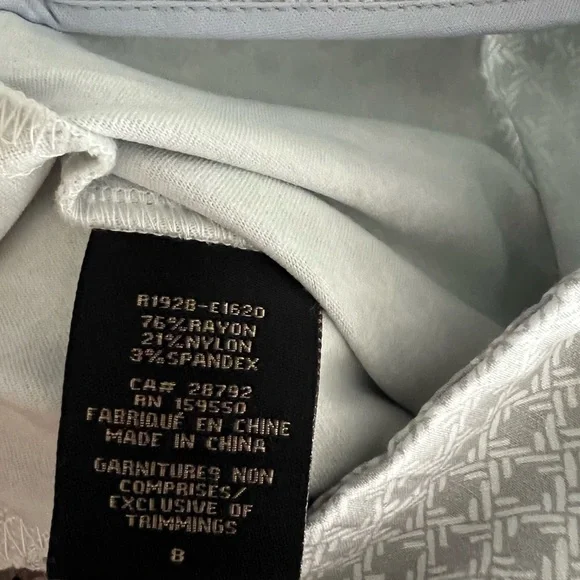 R192B-E1620
76%RAYON
21%NYLON
3%SPANDEX
CA# 28792
RN 159550
FABRIQUÉ EN CHINE
MADE IN CHINA
GARNITURES NON
COMPRISES/
EXCLUSIVE OF
TRIMMINGS
8